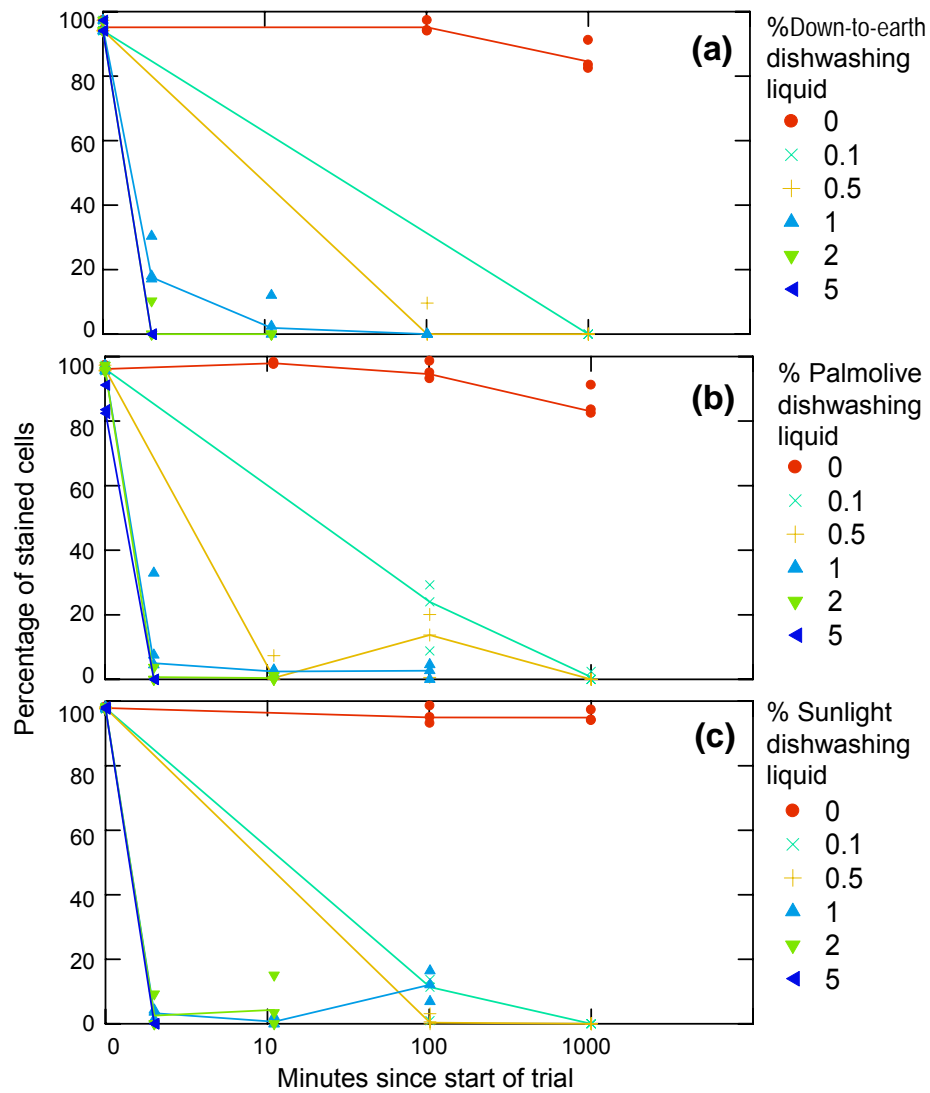 100
80
60
40
20
0
(a)
%Down-to-earth
dishwashing
liquid
0
0.1
0.5
1
2
5
100
80
60
40
20
0
(b)
% Palmolive
dishwashing
liquid
0
0.1
0.5
1
2
5
100
80
60
40
20
0
(c)
% Sunlight
dishwashing
liquid
0
0.1
0.5
1
2
5
Percentage of stained cells
0 10 100 1000
Minutes since start of trial